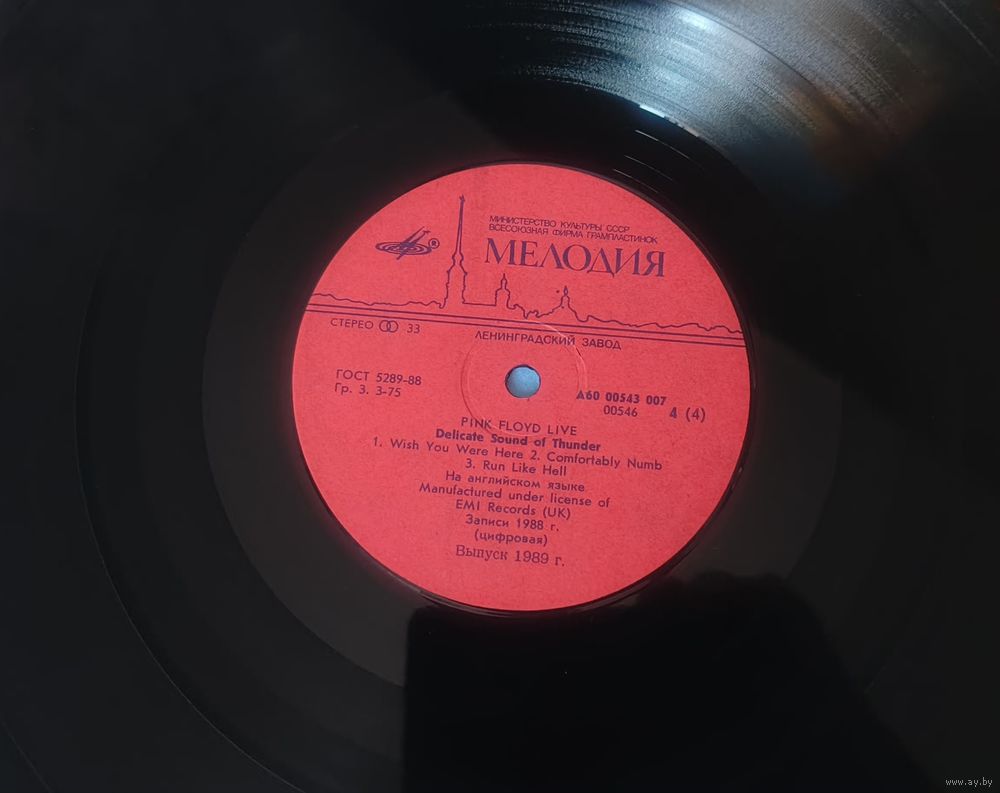 МИНИСТЕРСТВО КУЛЬТУРЫ СССР
ВСЕСОЮЗНАЯ ФИРМА ГРАМПЛАСТИНОК
МЕЛОДИЯ
®
СТЕРЕО 33
ЛЕНИНГРАДСКИЙ ЗАВОД
ГОСТ 5289-88
Гр. 3. 3-75
А60 00543 007
00546 4 (4)
PINK FLOYD LIVE
Delicate Sound of Thunder
1. Wish You Were Here 2. Comfortably Numb
3. Run Like Hell
На английском языке
Manufactured under license of
EMI Records (UK)
Записи 1988 г.
(цифровая)
Выпуск 1989 г.
www.ay.by